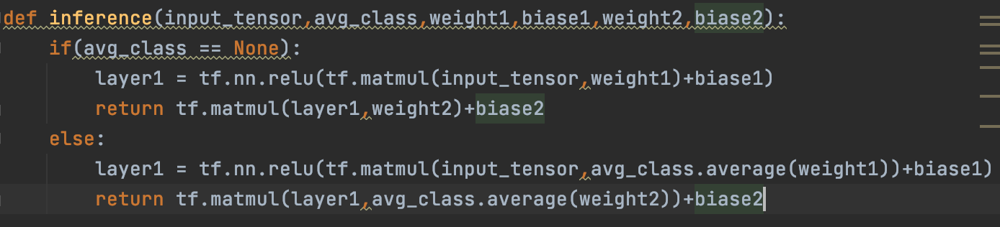 def inference(input_tensor,avg_class,weight1,biase1,weight2,biase2):
    if(avg_class == None):
        layer1 = tf.nn.relu(tf.matmul(input_tensor,weight1)+biase1)
        return tf.matmul(layer1,weight2)+biase2
    else:
        layer1 = tf.nn.relu(tf.matmul(input_tensor,avg_class.average(weight1))+biase1)
        return tf.matmul(layer1,avg_class.average(weight2))+biase2